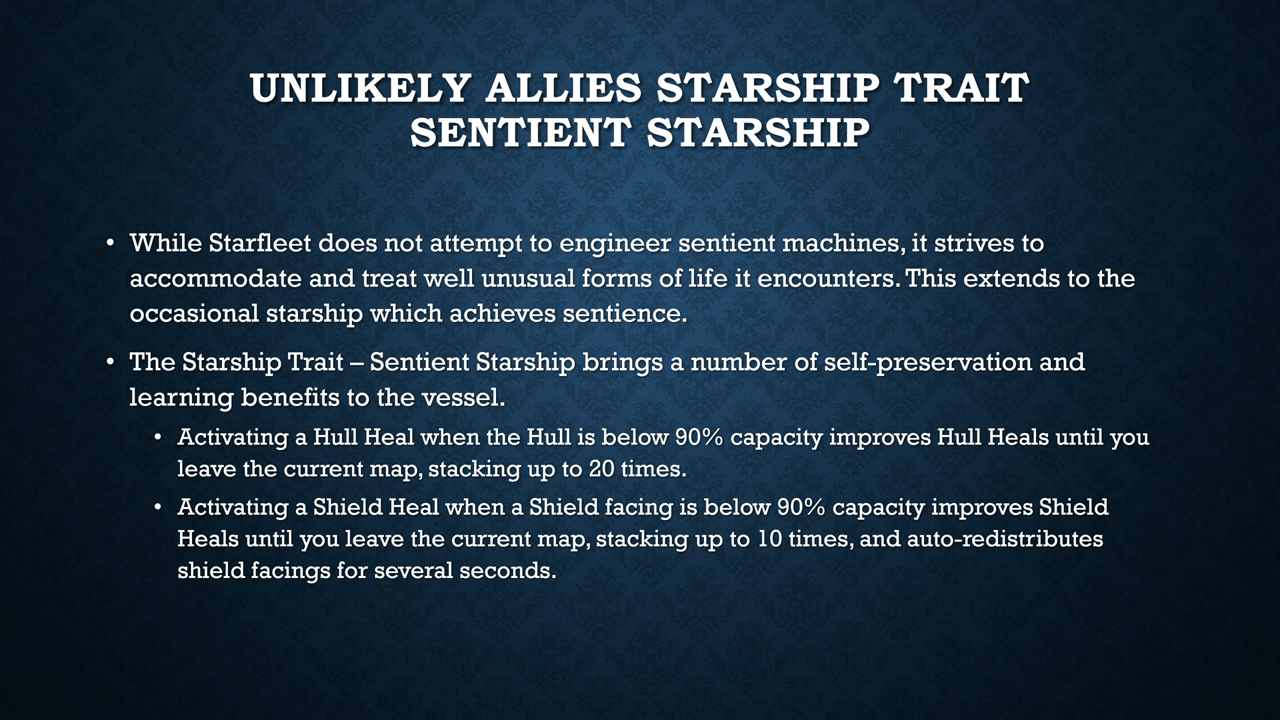 UNLIKELY ALLIES STARSHIP TRAIT
SENTIENT STARSHIP
• While Starfleet does not attempt to engineer sentient machines, it strives to
accommodate and treat well unusual forms of life it encounters. This extends to the
occasional starship which achieves sentience.
• The Starship Trait – Sentient Starship brings a number of self-preservation and
learning benefits to the vessel.
• Activating a Hull Heal when the Hull is below 90% capacity improves Hull Heals until you
leave the current map, stacking up to 20 times.
• Activating a Shield Heal when a Shield facing is below 90% capacity improves Shield
Heals until you leave the current map, stacking up to 10 times, and auto-redistributes
shield facings for several seconds.